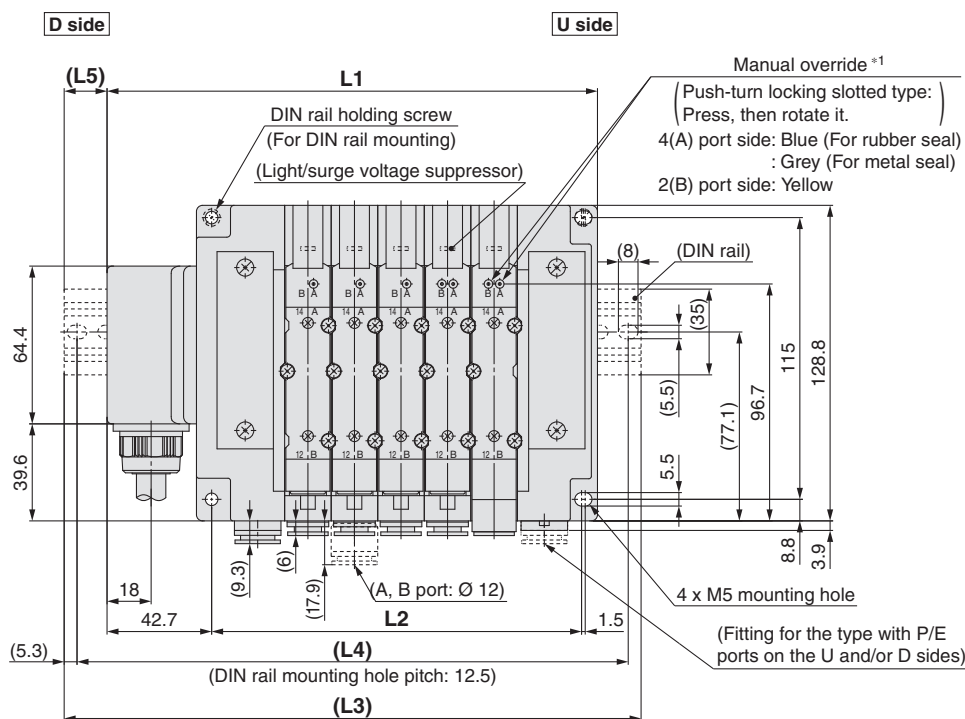 D side
U side
(L5)
L1
Manual override *1
(Push-turn locking slotted type:
Press, then rotate it.)
4(A) port side: Blue (For rubber seal)
: Grey (For metal seal)
2(B) port side: Yellow
DIN rail holding screw
(For DIN rail mounting)
(Light/surge voltage suppressor)
(8)
(DIN rail)
B A B A B A B A B A
14 A 14 A 14 A 14 A 14 A
12 B 12 B 12 B 12 B 12 B
64.4
39.6
(35)
(5.5)
5.5
(77.1)
96.7
115
128.8
8.8
3.9
(9.3)
(6)
(17.9)
(A, B port: Ø 12)
4 x M5 mounting hole
18
42.7
L2
1.5
(Fitting for the type with P/E
ports on the U and/or D sides)
(5.3)
(L4)
(DIN rail mounting hole pitch: 12.5)
(L3)